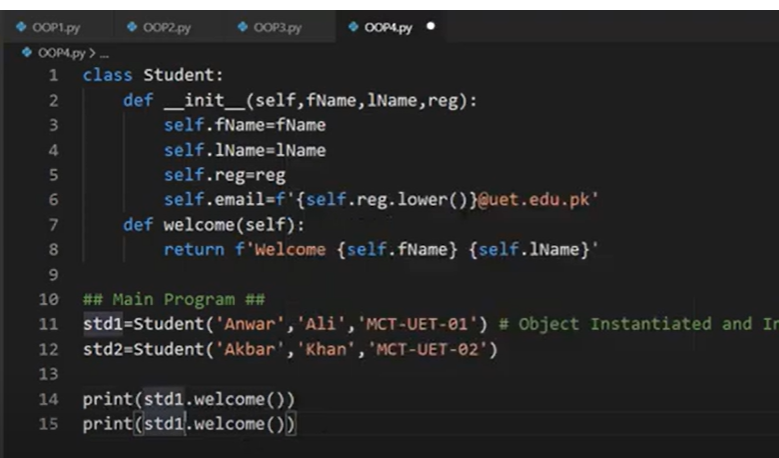 OOP1.py OOP2.py OOP3.py OOP4.py
OOP4.py > ...
1 class Student:
2     def __init__(self,fName,lName,reg):
3         self.fName=fName
4         self.lName=lName
5         self.reg=reg
6         self.email=f'{self.reg.lower()}@uet.edu.pk'
7     def welcome(self):
8         return f'Welcome {self.fName} {self.lName}'
9
10 ## Main Program ##
11 std1=Student('Anwar','Ali','MCT-UET-01') # Object Instantiated and
12 std2=Student('Akbar','Khan','MCT-UET-02')
13
14 print(std1.welcome())
15 print(std1.welcome())